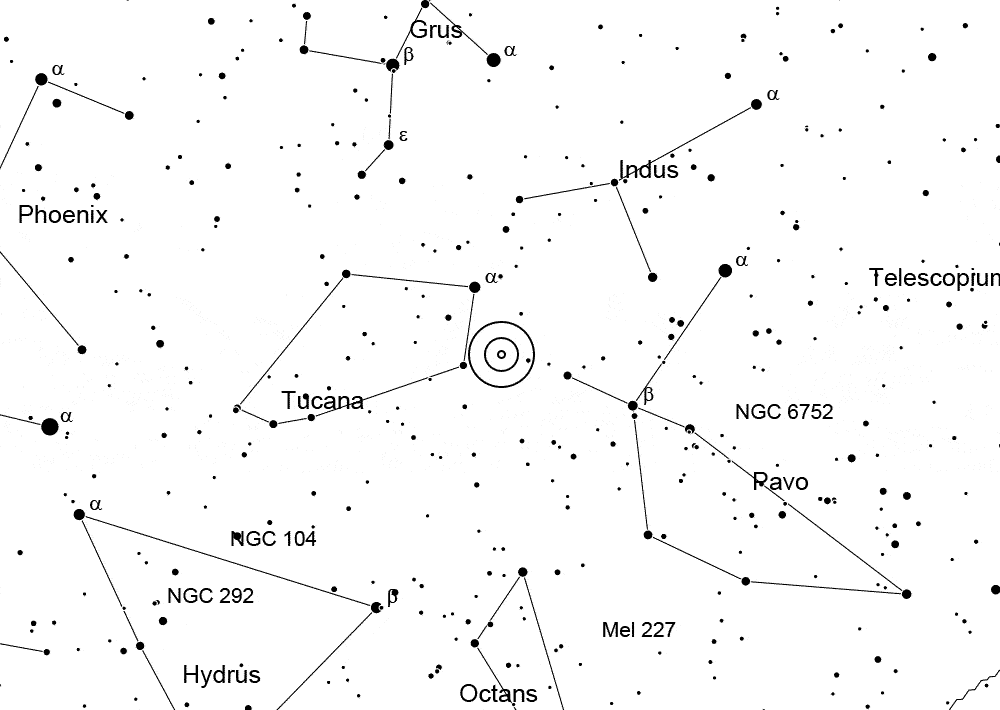 Grus
α
β
α
α
ε
Indus
Phoenix
α
α
Telescopium
Tucana
β
NGC 6752
α
Pavo
α
NGC 104
NGC 292
β
Mel 227
Hydrus
Octans